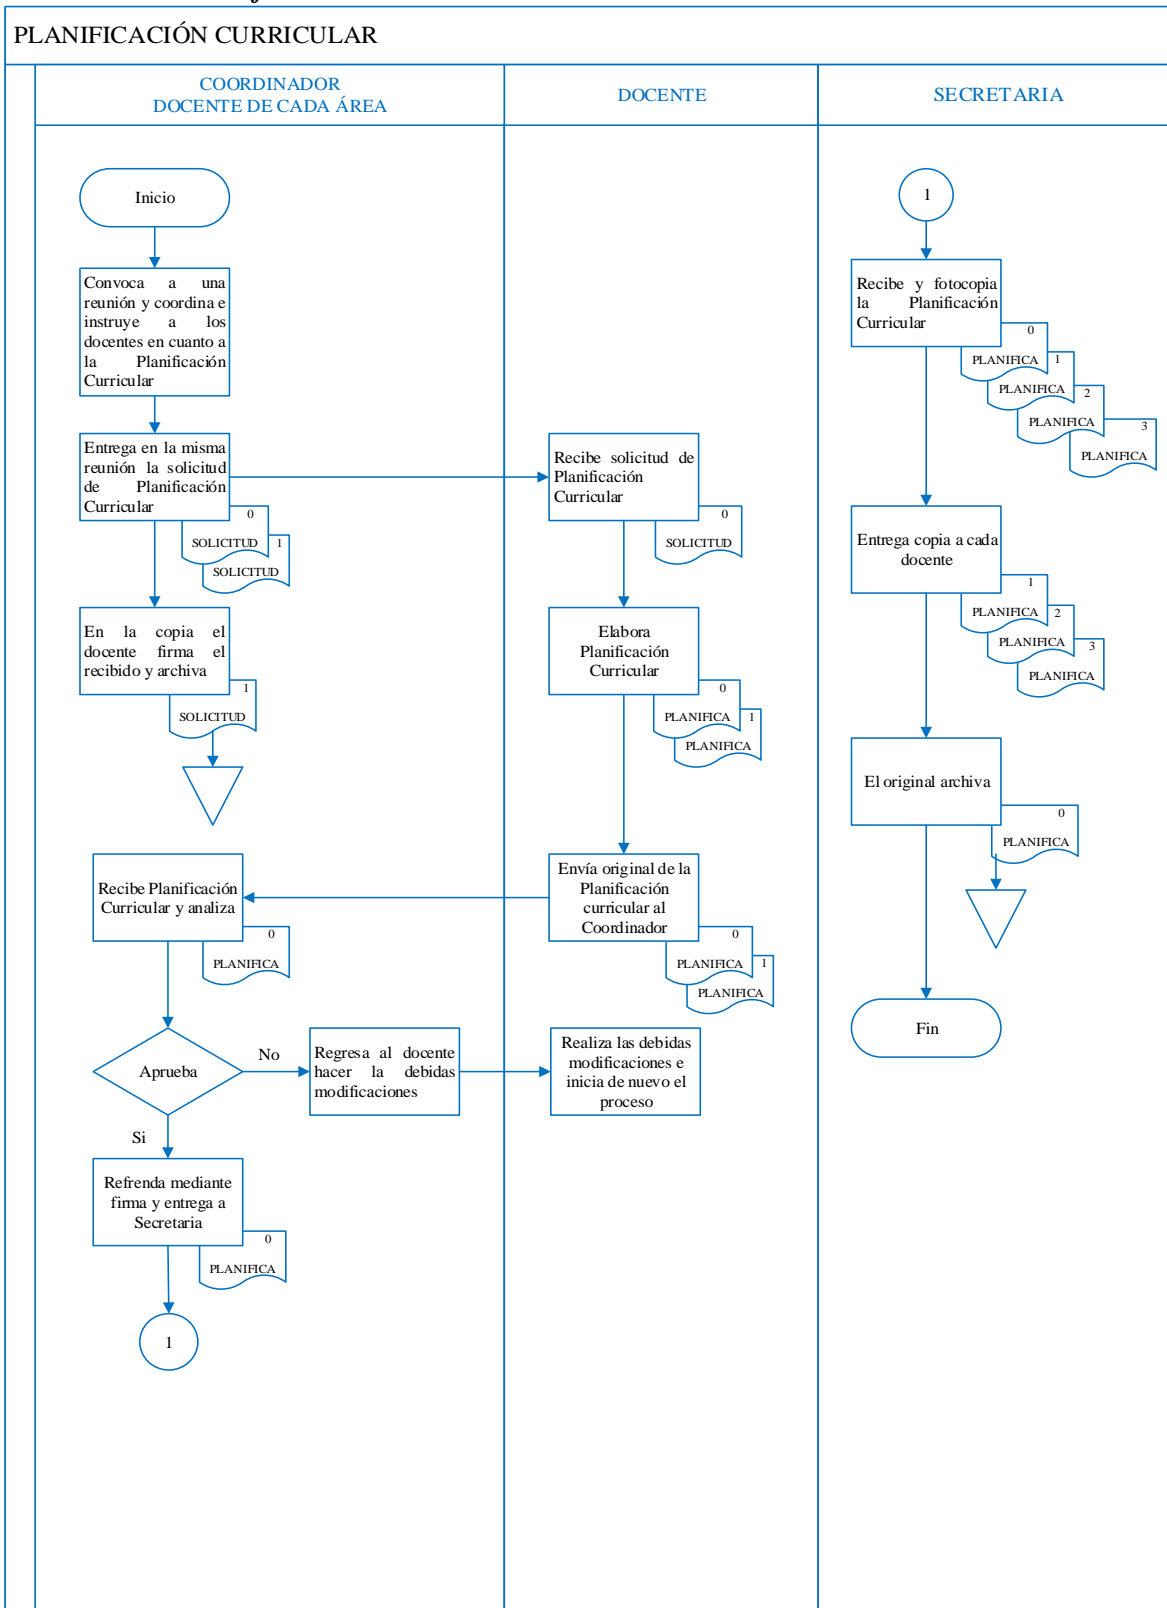 PLANIFICACIÓN CURRICULAR
COORDINADOR
DOCENTE DE CADA ÁREA
DOCENTE
SECRETARIA
Inicio
Convoca a una
reunión y coordina e
instruye a los
docentes en cuanto a
la Planificación
Curricular
Entrega en la misma
reunión la solicitud
de Planificación
Curricular
0
SOLICITUD
1
SOLICITUD
En la copia el
docente firma el
recibido y archiva
1
SOLICITUD
Recibe Planificación
Curricular y analiza
0
PLANIFICA
Aprueba
No
Regresa al docente
hacer la debidas
modificaciones
Si
Refrenda mediante
firma y entrega a
Secretaria
0
PLANIFICA
1
Recibe solicitud de
Planificación
Curricular
0
SOLICITUD
Elabora
Planificación
Curricular
0
PLANIFICA
1
PLANIFICA
Envía original de la
Planificación
curricular al
Coordinador
0
PLANIFICA
1
PLANIFICA
Realiza las debidas
modificaciones e
inicia de nuevo el
proceso
1
Recibe y fotocopia
la Planificación
Curricular
0
PLANIFICA
1
PLANIFICA
2
PLANIFICA
3
PLANIFICA
Entrega copia a cada
docente
1
PLANIFICA
2
PLANIFICA
3
PLANIFICA
El original archiva
0
PLANIFICA
Fin